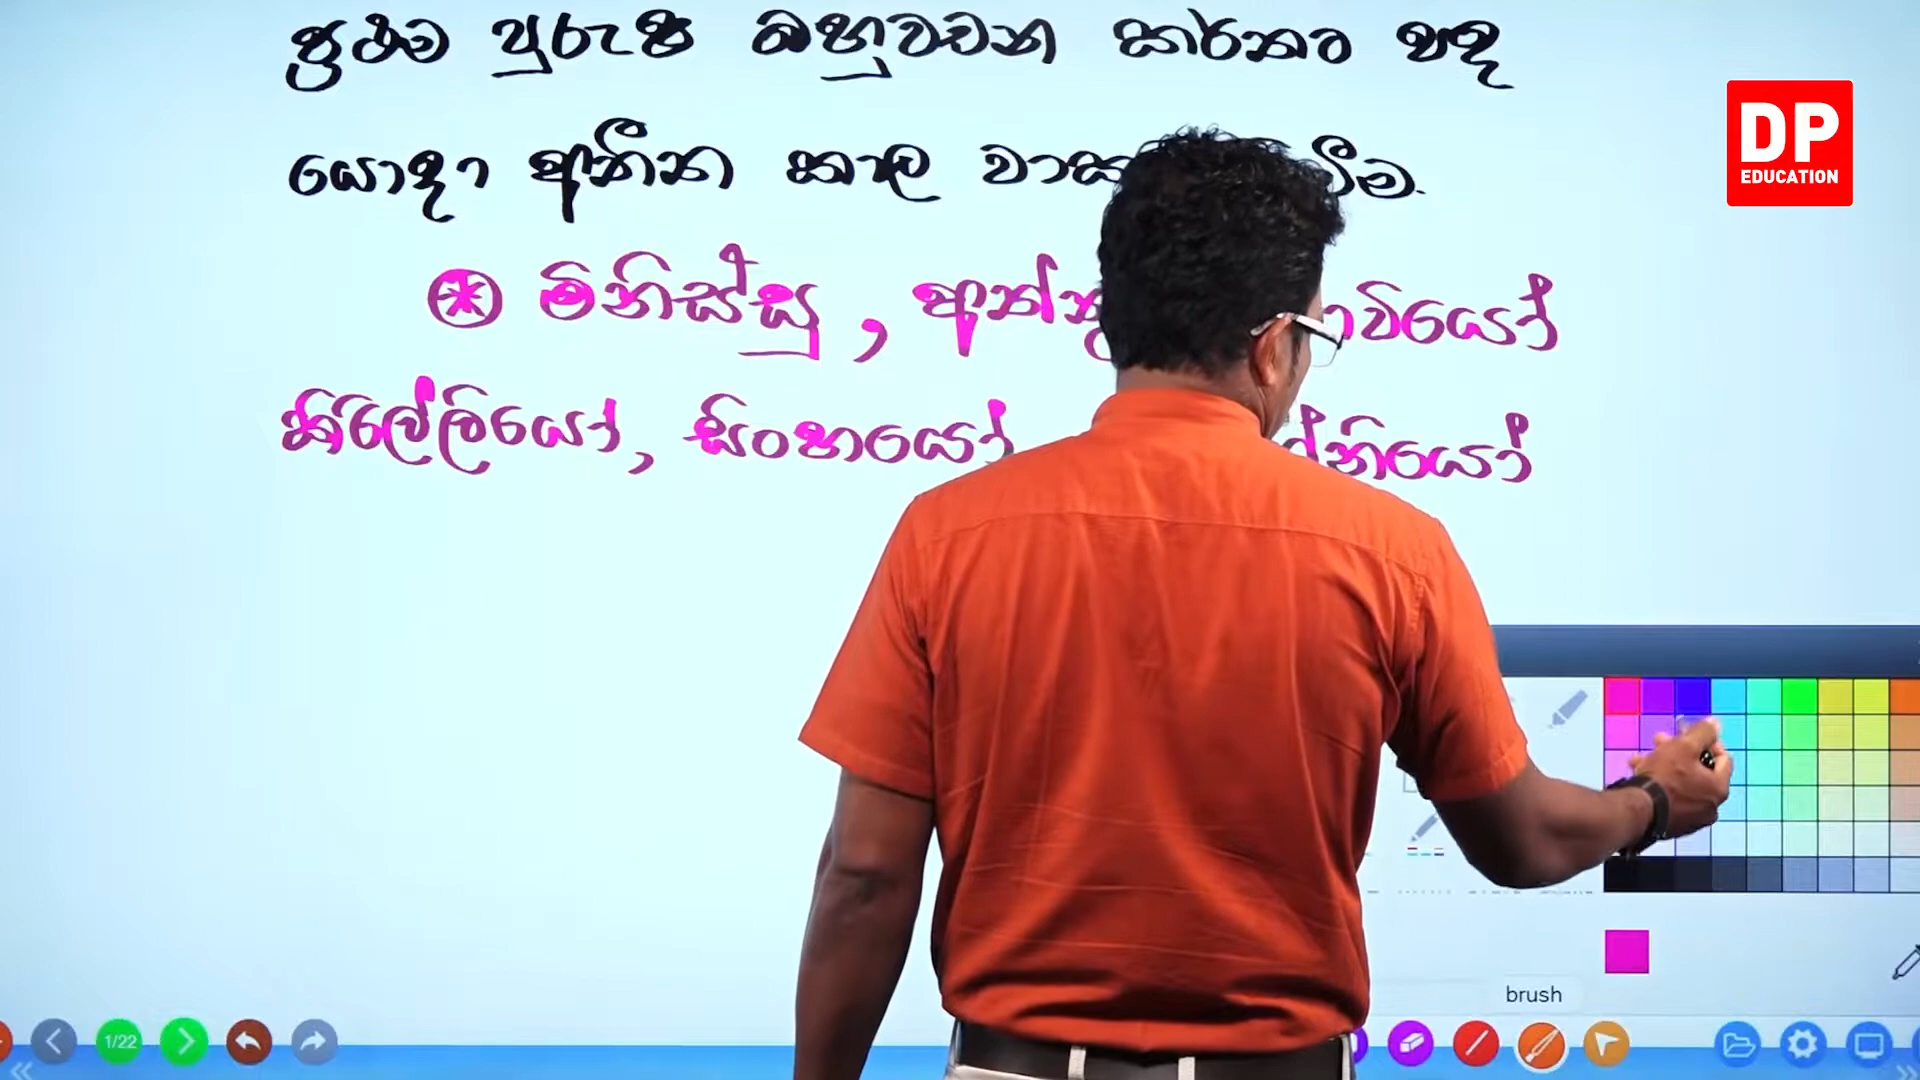 ප්‍රථම පුරුෂ බහුවචන කර්තෘ පද
යොදා අතීත කාල
මිනිස්සු ,
කිරිල්ලියෝ, සිංහයෝ
DP
EDUCATION
brush
1/22